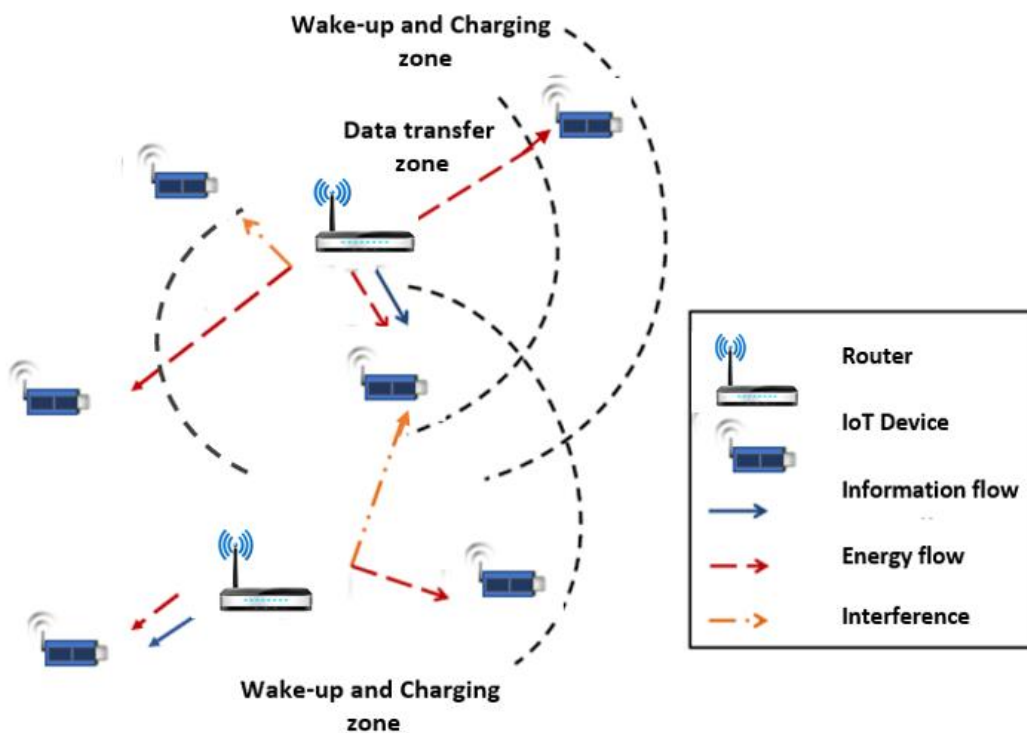 Wake-up and Charging
zone
Data transfer
zone
Router
IoT Device
Information flow
Energy flow
Interference
Wake-up and Charging
zone